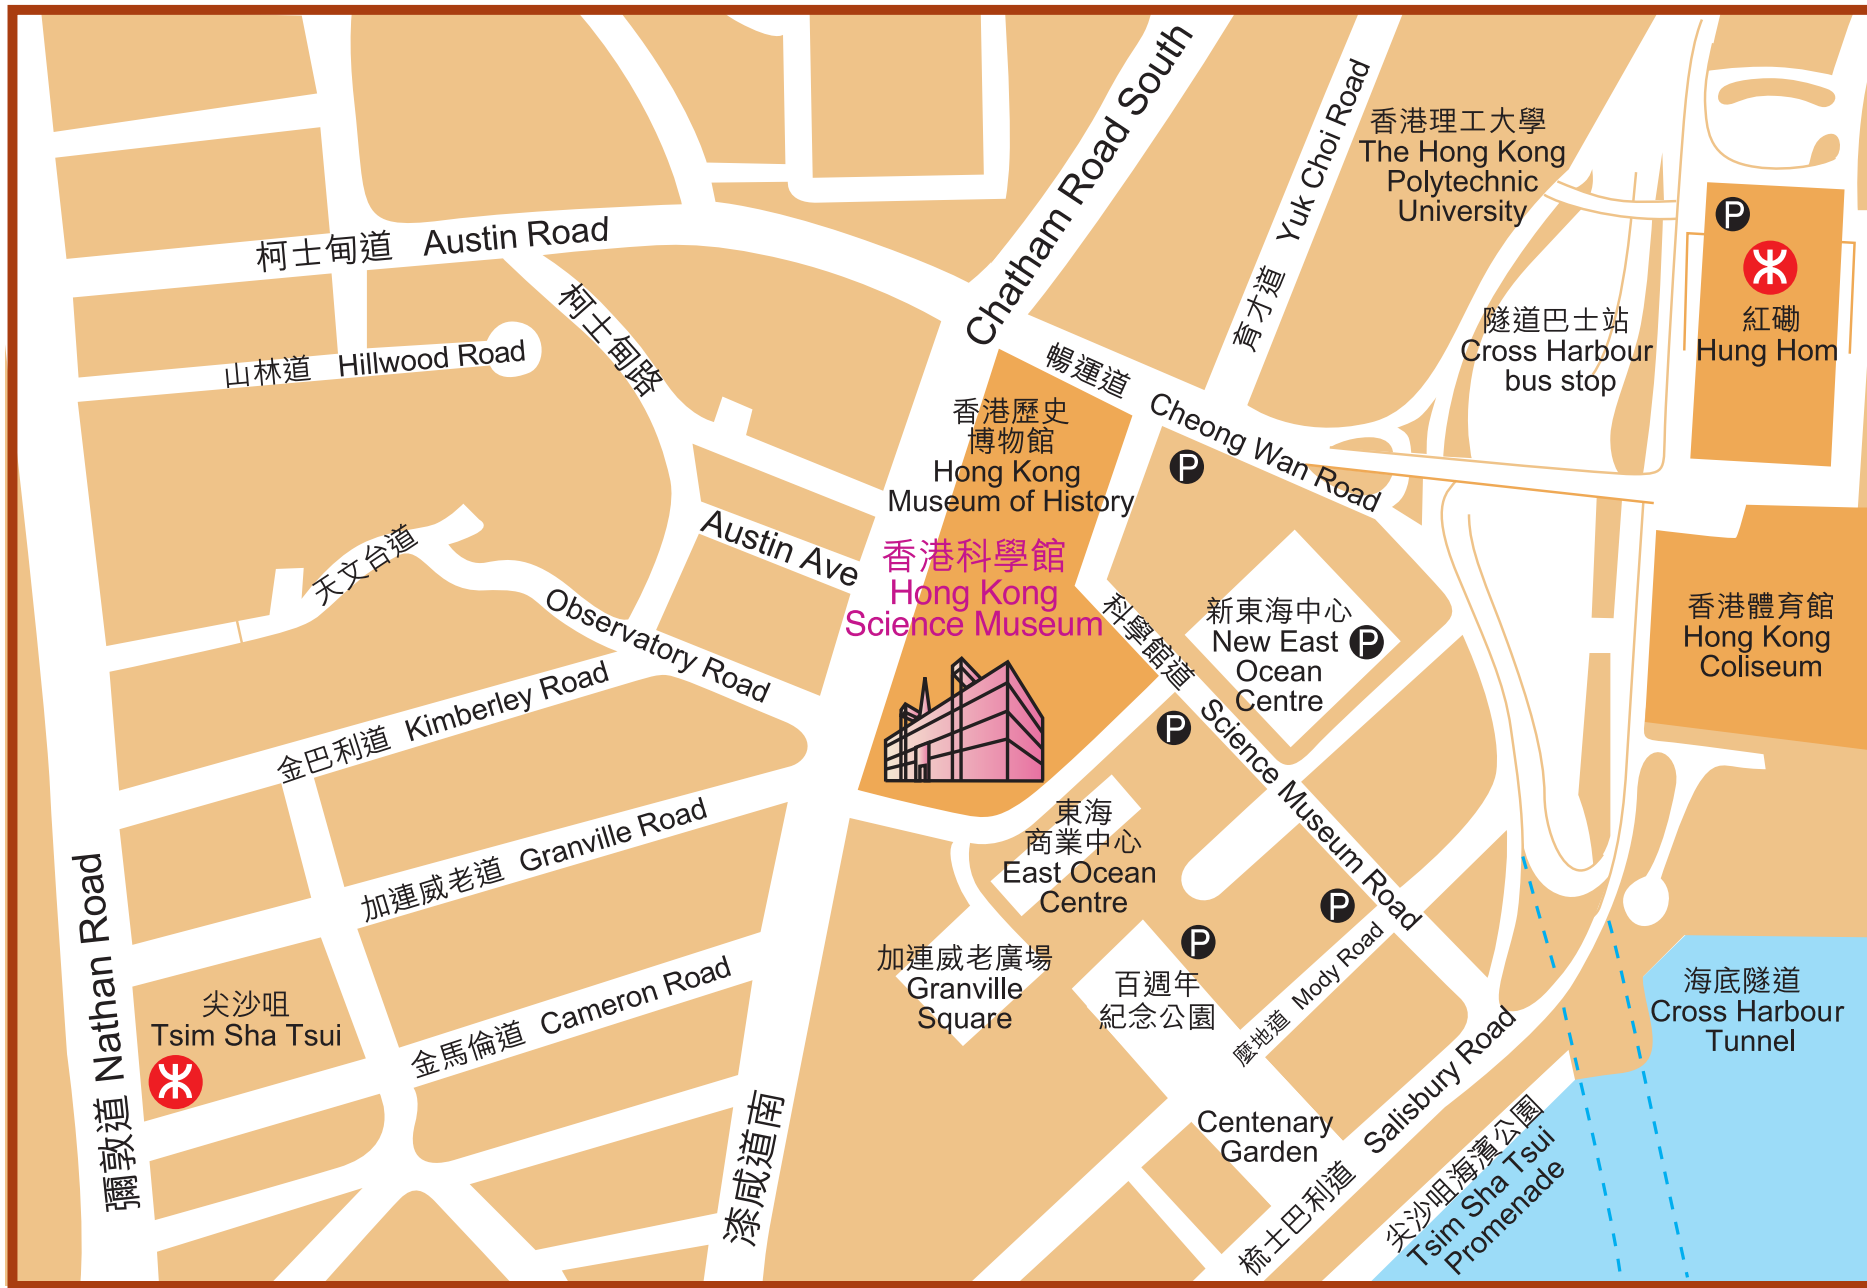 Chatham Road South
育才道 Yuk Choi Road
香港理工大學
The Hong Kong
Polytechnic
University
P
柯士甸道 Austin Road
柯士甸路
紅磡
Hung Hom
隧道巴士站
Cross Harbour
bus stop
山林道 Hillwood Road
暢運道 Cheong Wan Road
香港歷史
博物館
Hong Kong
Museum of History
P
Austin Ave
香港科學館
Hong Kong
Science Museum
天文台道
Observatory Road
科學館道 Science Museum Road
新東海中心
New East
Ocean
Centre
P
香港體育館
Hong Kong
Coliseum
金巴利道 Kimberley Road
P
東海
商業中心
East Ocean
Centre
加連威老道 Granville Road
P
P
加連威老廣場
Granville
Square
百週年
紀念公園
Centenary
Garden
麼地道 Mody Road
海底隧道
Cross Harbour
Tunnel
尖沙咀
Tsim Sha Tsui
金馬倫道 Cameron Road
彌敦道 Nathan Road
漆咸道南
梳士巴利道 Salisbury Road
尖沙咀海濱公園
Tsim Sha Tsui
Promenade